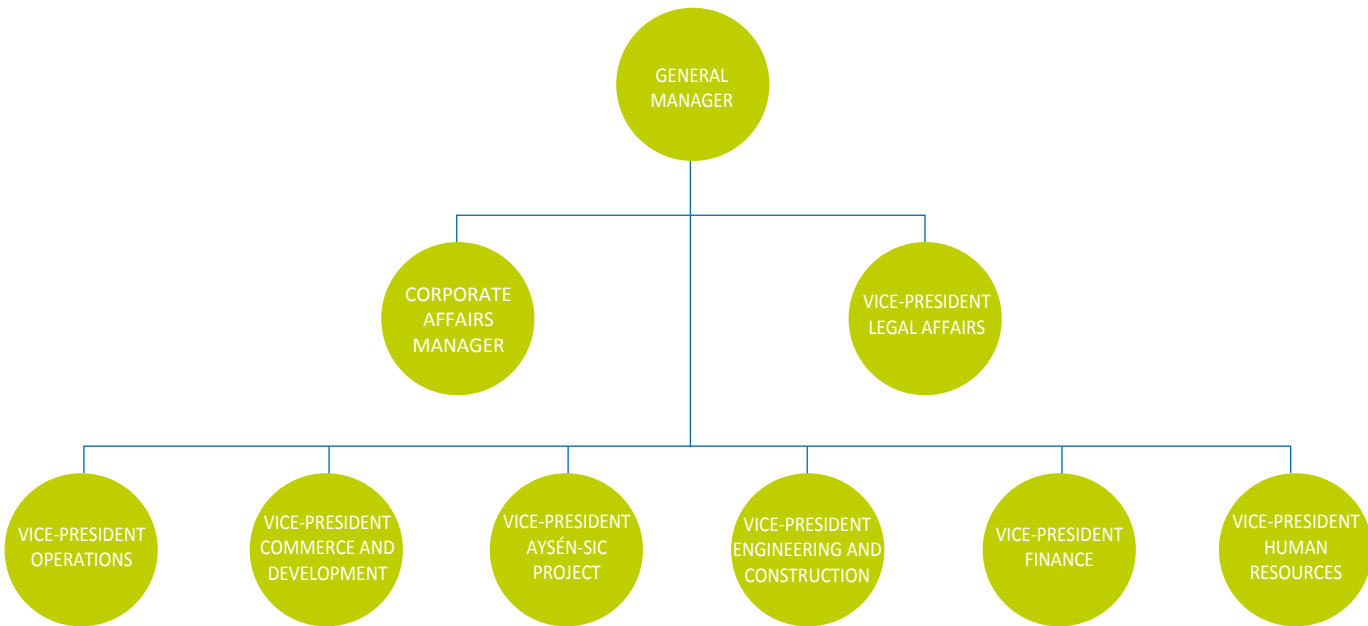 GENERAL
MANAGER
CORPORATE
AFFAIRS
MANAGER
VICE-PRESIDENT
LEGAL AFFAIRS
VICE-PRESIDENT
OPERATIONS
VICE-PRESIDENT
COMMERCE AND
DEVELOPMENT
VICE-PRESIDENT
AYSÉN-SIC
PROJECT
VICE-PRESIDENT
ENGINEERING AND
CONSTRUCTION
VICE-PRESIDENT
FINANCE
VICE-PRESIDENT
HUMAN
RESOURCES